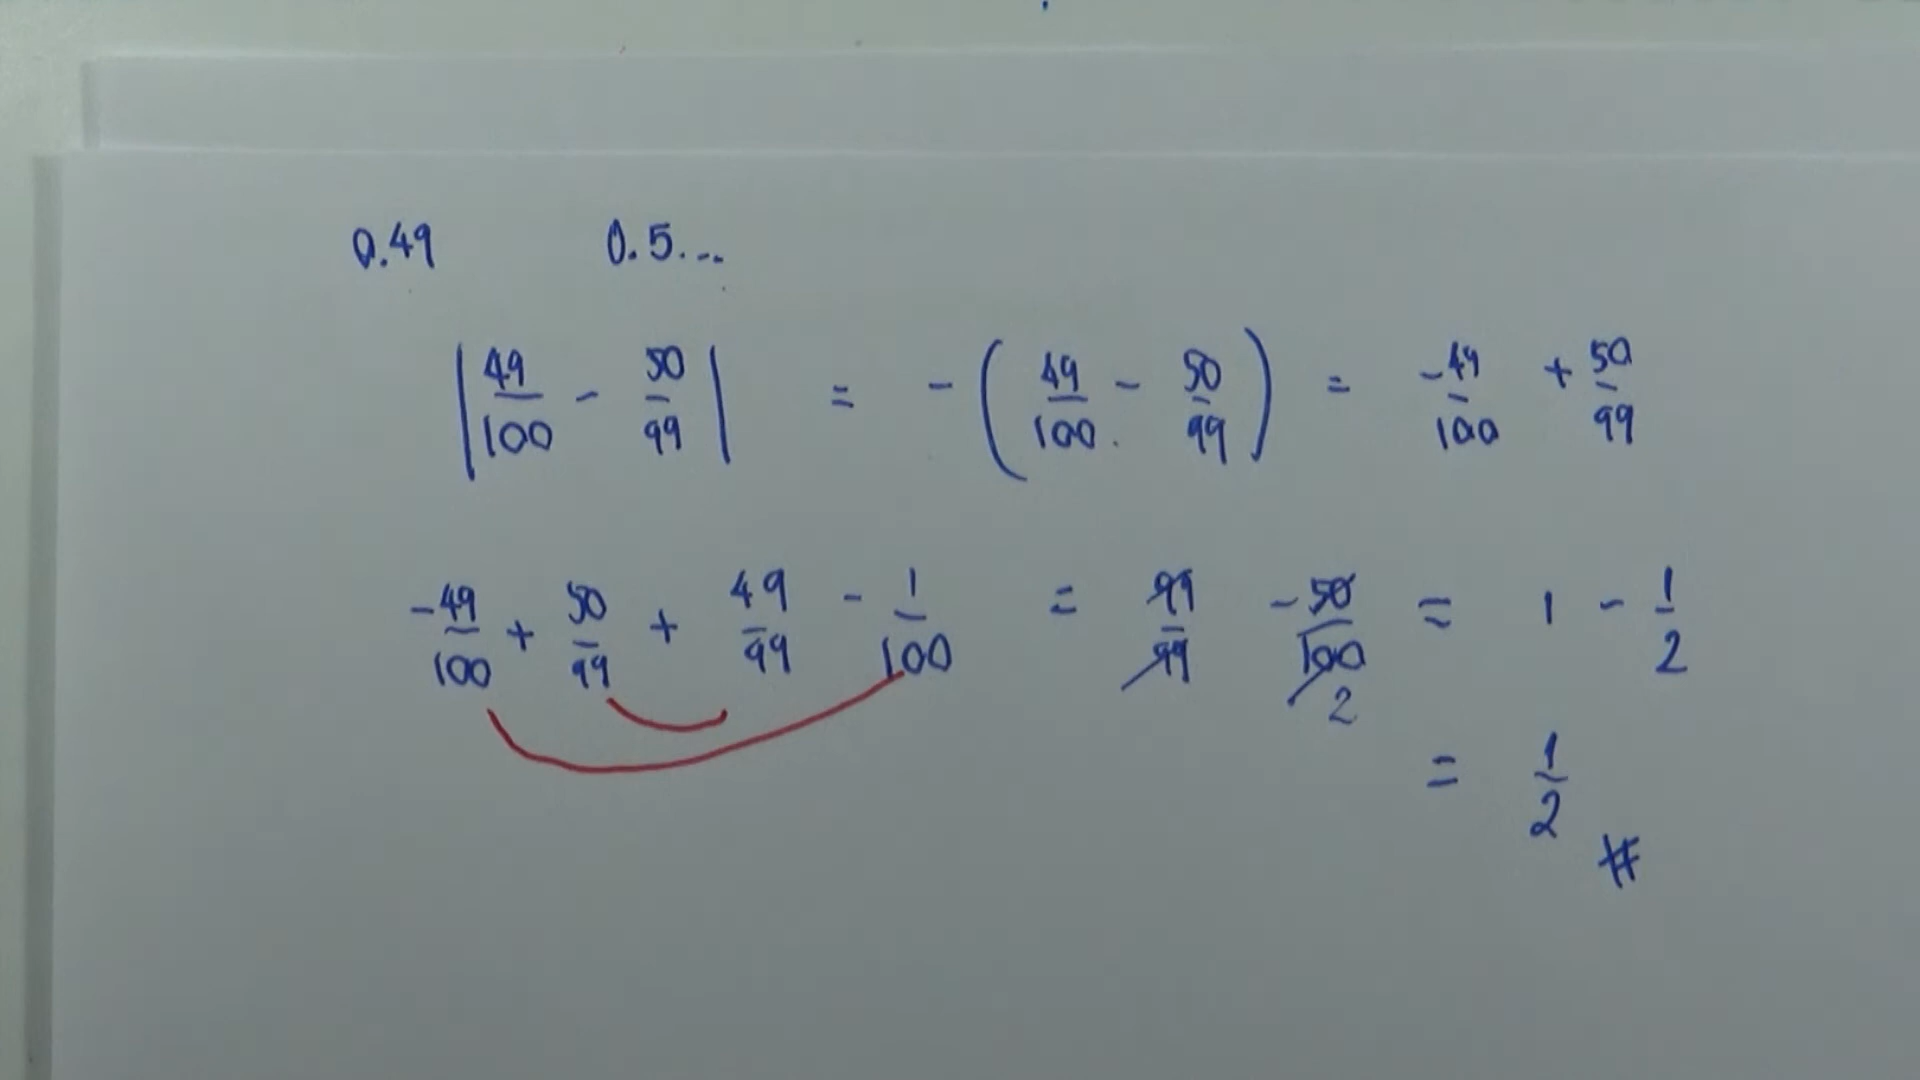 0.49 0.5...
|49/100 - 50/99| = -(49/100 - 50/99) = -49/100 + 50/99
-49/100 + 50/99 + 49/99 - 1/100 = 99/99 - 50/100 2 = 1 - 1/2
= 1/2 #